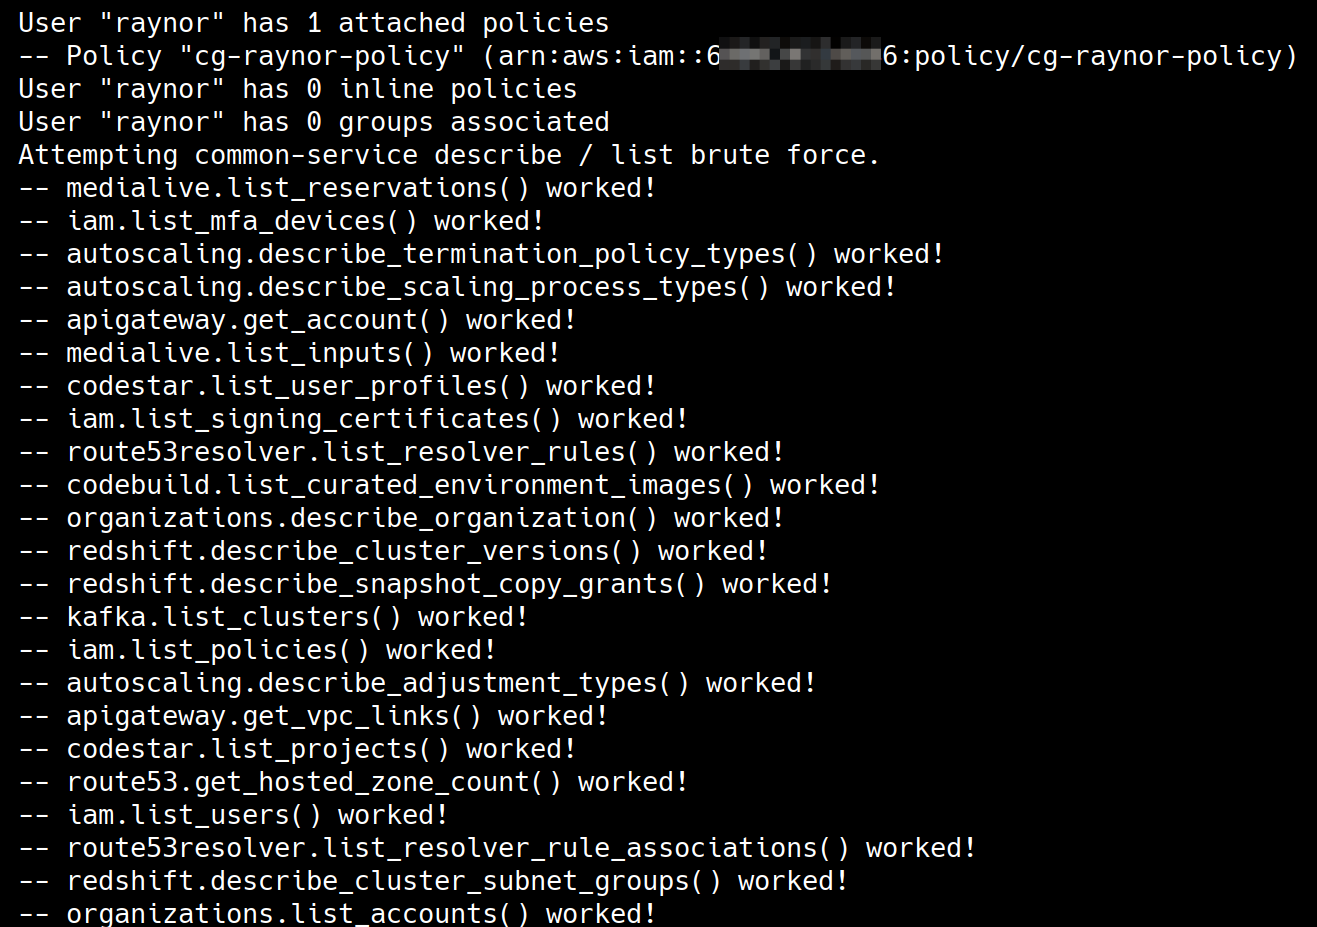 User "raynor" has 1 attached policies
-- Policy "cg-raynor-policy" (arn:aws:iam::6 6:policy/cg-raynor-policy)
User "raynor" has 0 inline policies
User "raynor" has 0 groups associated
Attempting common-service describe / list brute force.
-- medialive.list_reservations() worked!
-- iam.list_mfa_devices() worked!
-- autoscaling.describe_termination_policy_types() worked!
-- autoscaling.describe_scaling_process_types() worked!
-- apigateway.get_account() worked!
-- medialive.list_inputs() worked!
-- codestar.list_user_profiles() worked!
-- iam.list_signing_certificates() worked!
-- route53resolver.list_resolver_rules() worked!
-- codebuild.list_curated_environment_images() worked!
-- organizations.describe_organization() worked!
-- redshift.describe_cluster_versions() worked!
-- redshift.describe_snapshot_copy_grants() worked!
-- kafka.list_clusters() worked!
-- iam.list_policies() worked!
-- autoscaling.describe_adjustment_types() worked!
-- apigateway.get_vpc_links() worked!
-- codestar.list_projects() worked!
-- route53.get_hosted_zone_count() worked!
-- iam.list_users() worked!
-- route53resolver.list_resolver_rule_associations() worked!
-- redshift.describe_cluster_subnet_groups() worked!
-- organizations.list_accounts() worked!